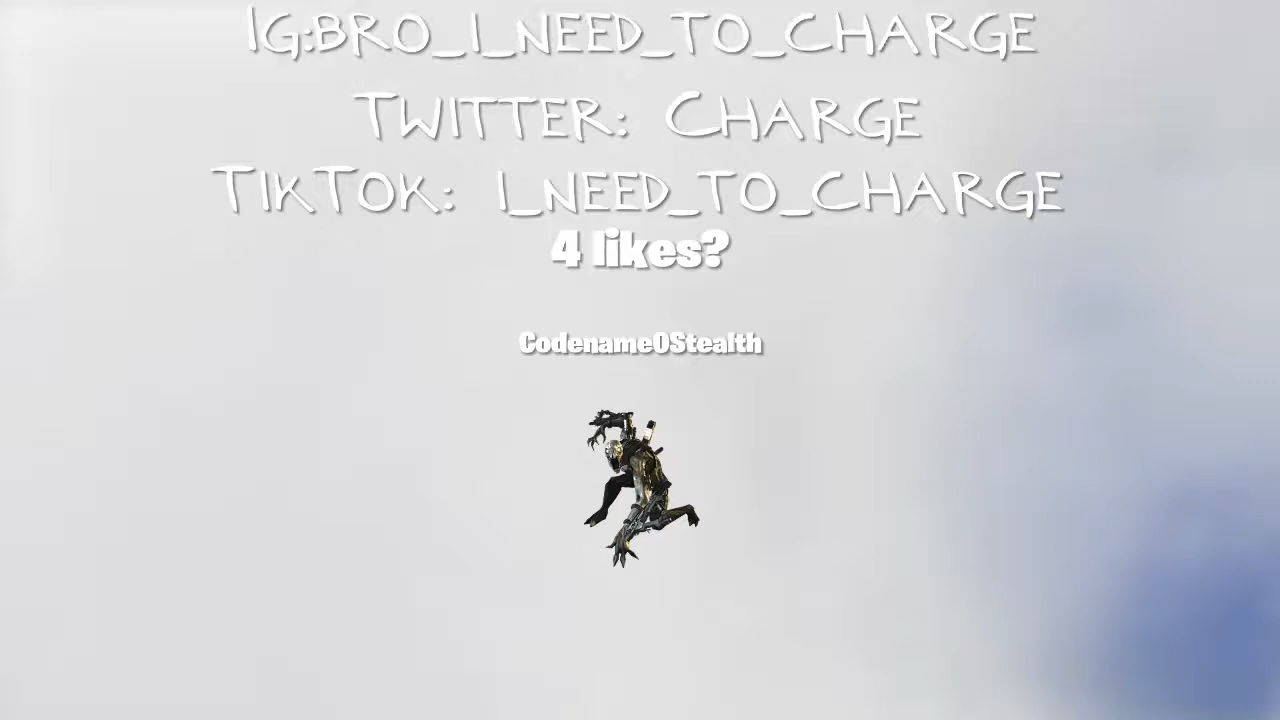 IG:BRO_I_NEED_TO_CHARGE
TWITTER: CHARGE
TIKTOK: I_NEED_TO_CHARGE
4 likes?
Codename0Stealth